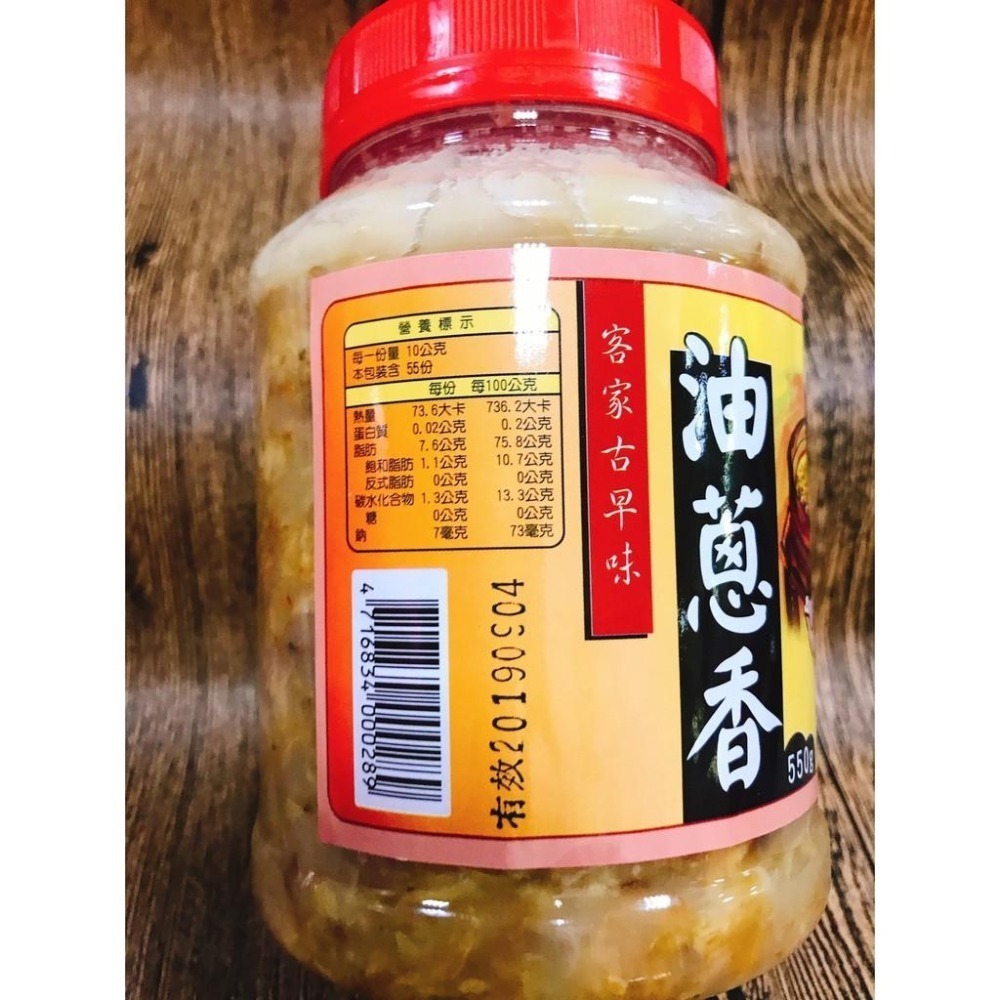 營養標示
每一份量 10公克
本包裝含 55份
每份 每100公克
熱量 73.6大卡 736.2大卡
蛋白質 0.02公克 0.2公克
脂肪 7.6公克 75.8公克
飽和脂肪 1.1公克 10.7公克
反式脂肪 0公克 0公克
碳水化合物 1.3公克 13.3公克
糖 0公克 0公克
鈉 7毫克 73毫克
4716834000289
有效20190904
客家古早味
油蔥香
550g